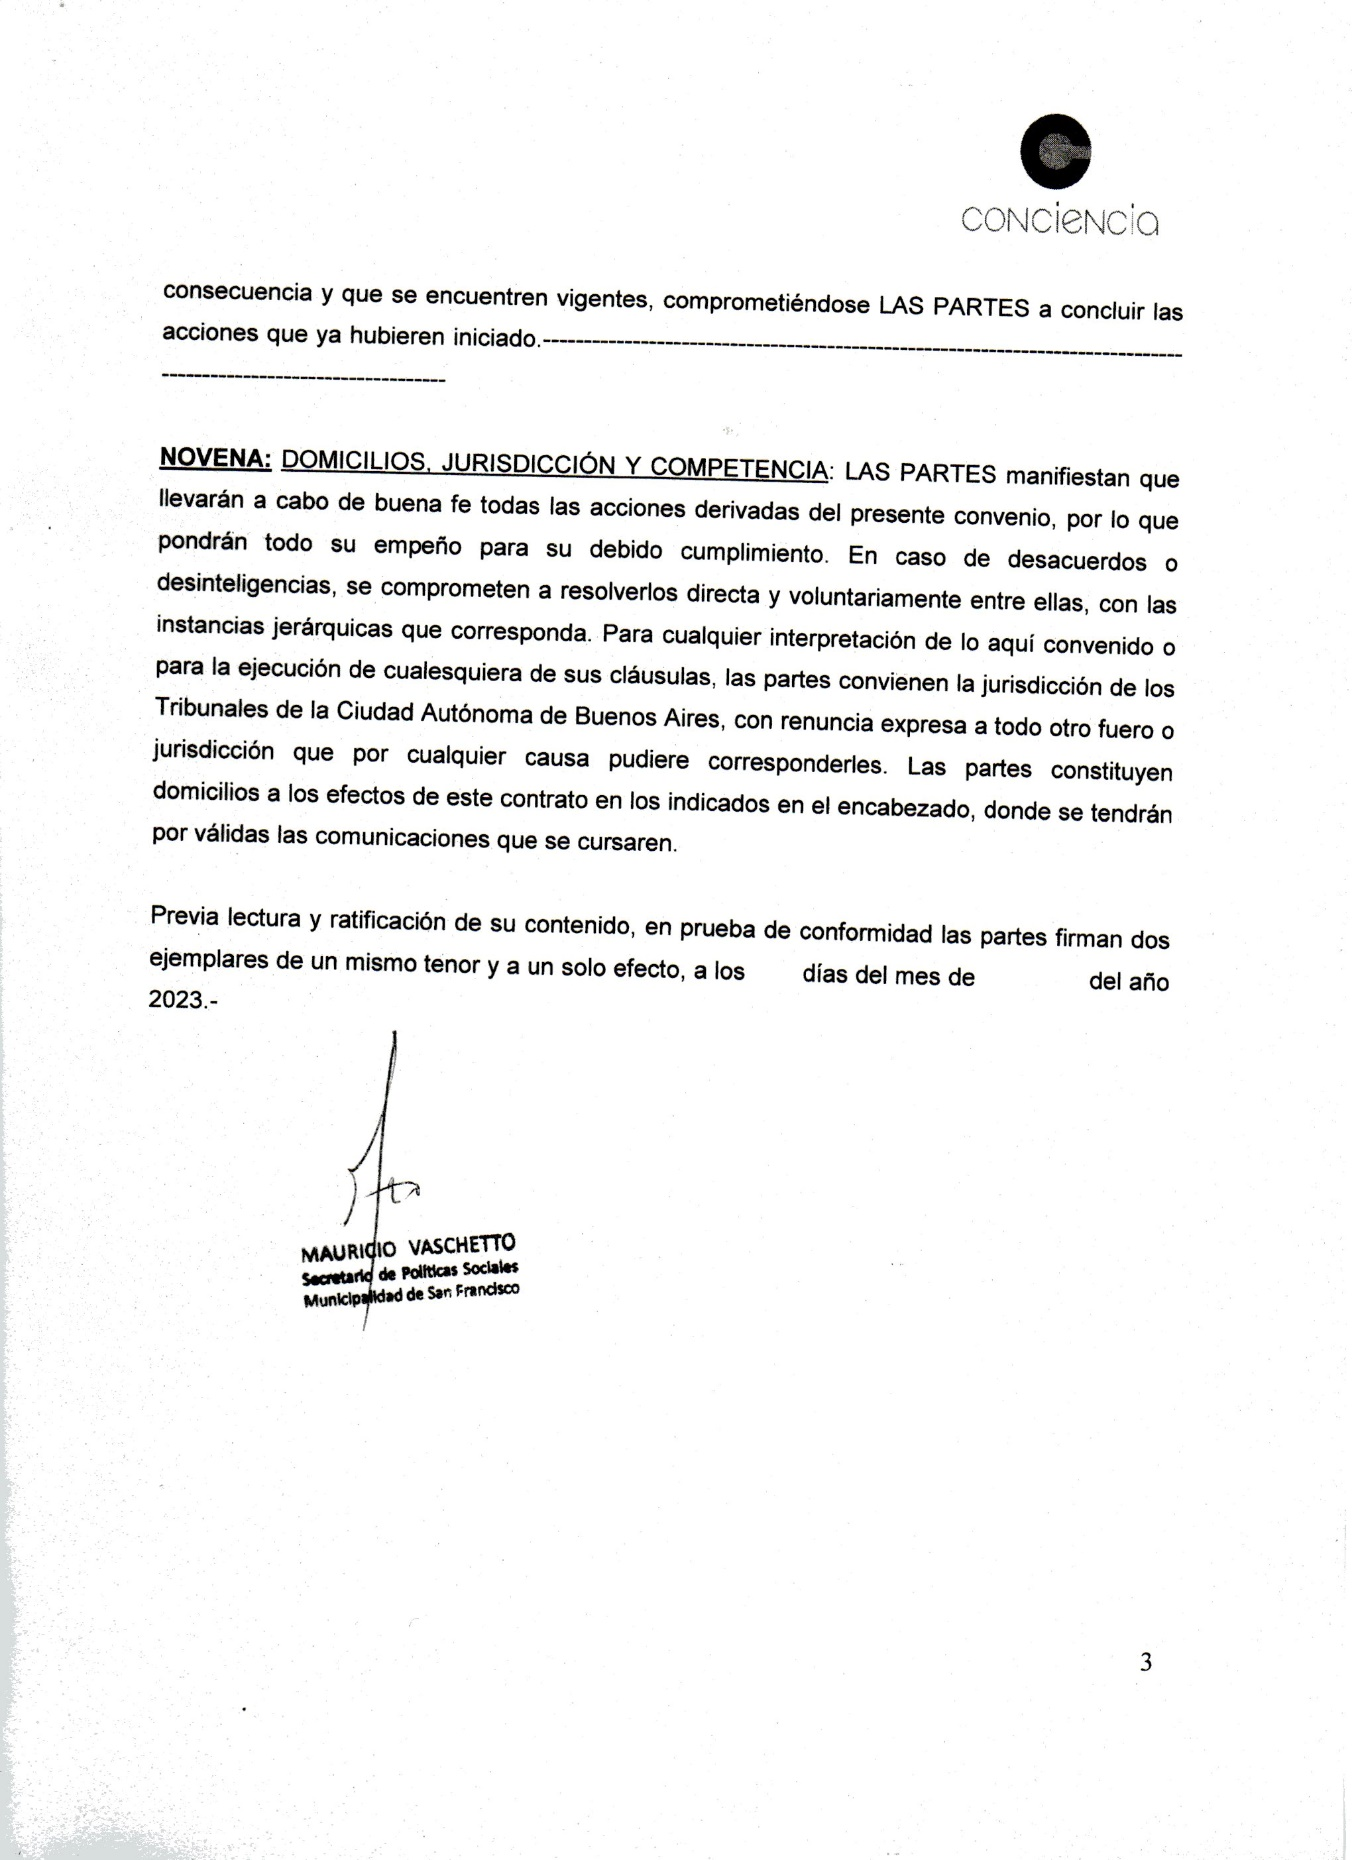 CONCIENCIA
consecuencia y que se encuentren vigentes, comprometiéndose LAS PARTES a concluir las
acciones que ya hubieren iniciado.--------------------------------------------------------------------------------
-----------------------------------
NOVENA: DOMICILIOS, JURISDICCIÓN Y COMPETENCIA: LAS PARTES manifiestan que
llevarán a cabo de buena fe todas las acciones derivadas del presente convenio, por lo que
pondrán todo su empeño para su debido cumplimiento. En caso de desacuerdos o
desinteligencias, se comprometen a resolverlos directa y voluntariamente entre ellas, con las
instancias jerárquicas que corresponda. Para cualquier interpretación de lo aquí convenido o
para la ejecución de cualesquiera de sus cláusulas, las partes convienen la jurisdicción de los
Tribunales de la Ciudad Autónoma de Buenos Aires, con renuncia expresa a todo otro fuero o
jurisdicción que por cualquier causa pudiere corresponderles. Las partes constituyen
domicilios a los efectos de este contrato en los indicados en el encabezado, donde se tendrán
por válidas las comunicaciones que se cursaren.
Previa lectura y ratificación de su contenido, en prueba de conformidad las partes firman dos
ejemplares de un mismo tenor y a un solo efecto, a los días del mes de del año
2023.-
MAURICIO VASCHETTO
Secretario de Políticas Sociales
Municipalidad de San Francisco
3